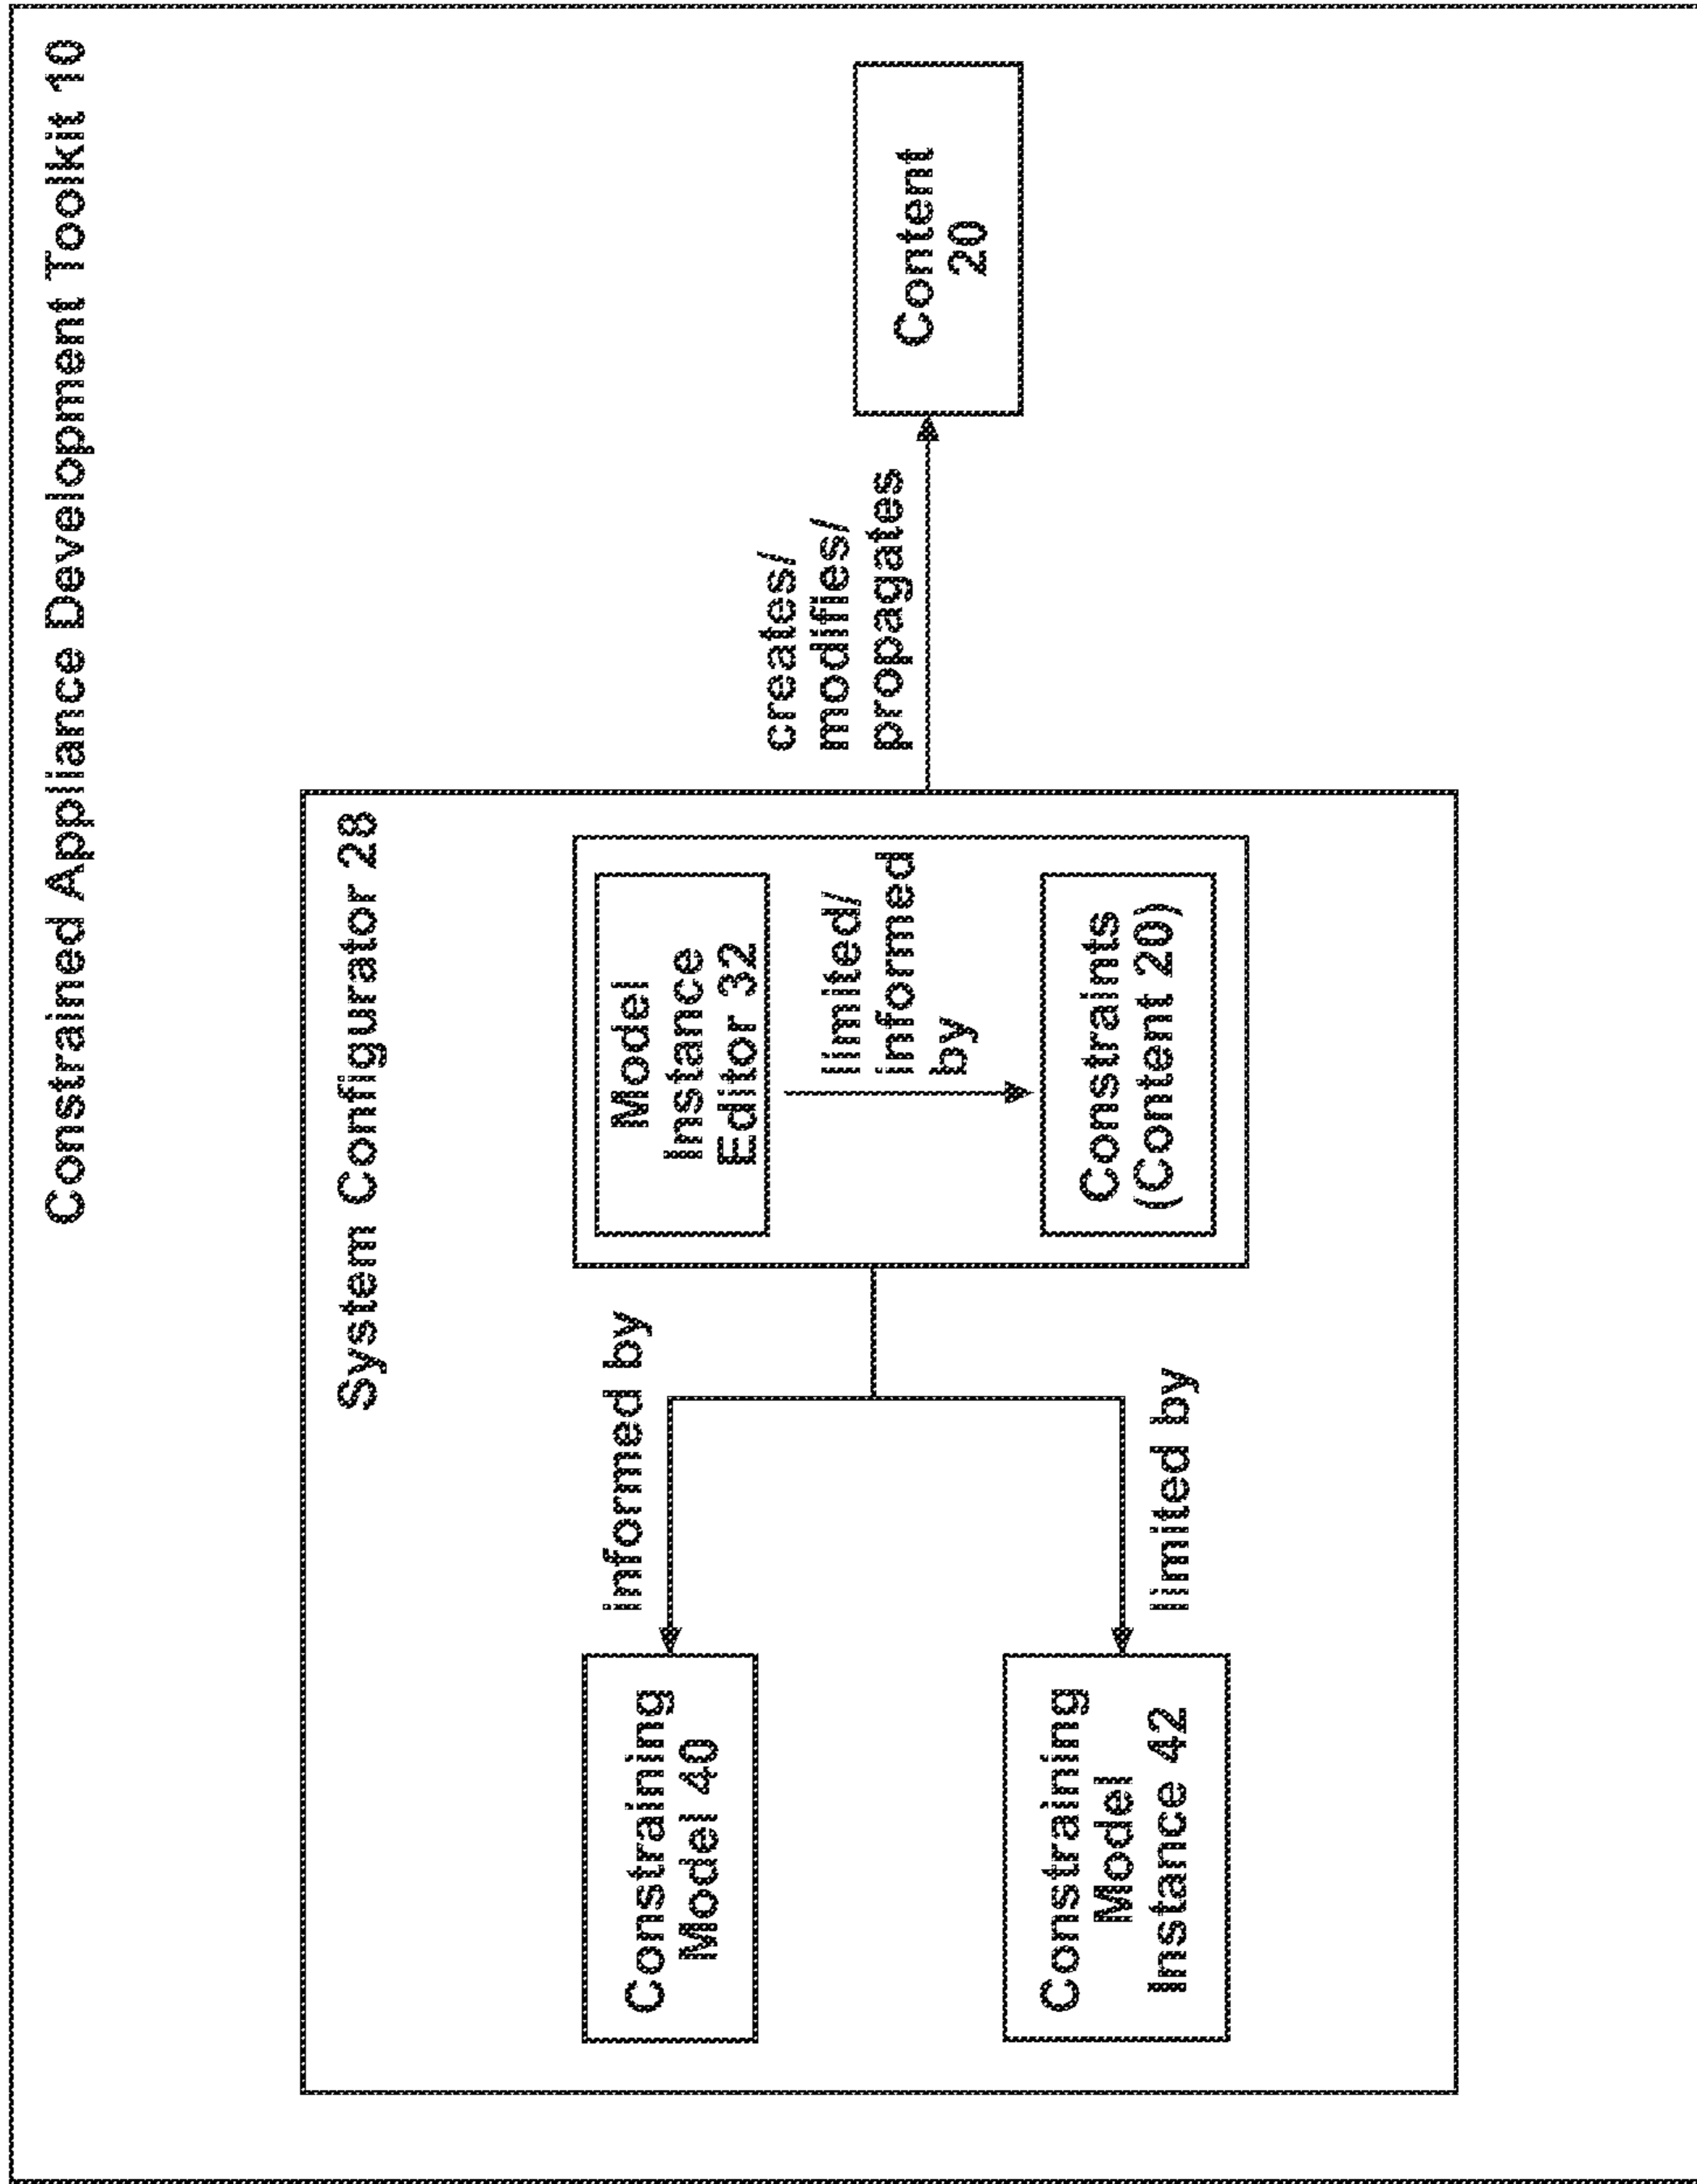 Constrained Appliance Development Toolkit 10
System Configurator 28
Constraining
Model 40
informed by
Model
Instance
Editor 32
limited/
informed
by
Constraints
(Content 20)
Constraining
Model
Instance 42
limited by
creates/
modifies/
propagates
Content
20